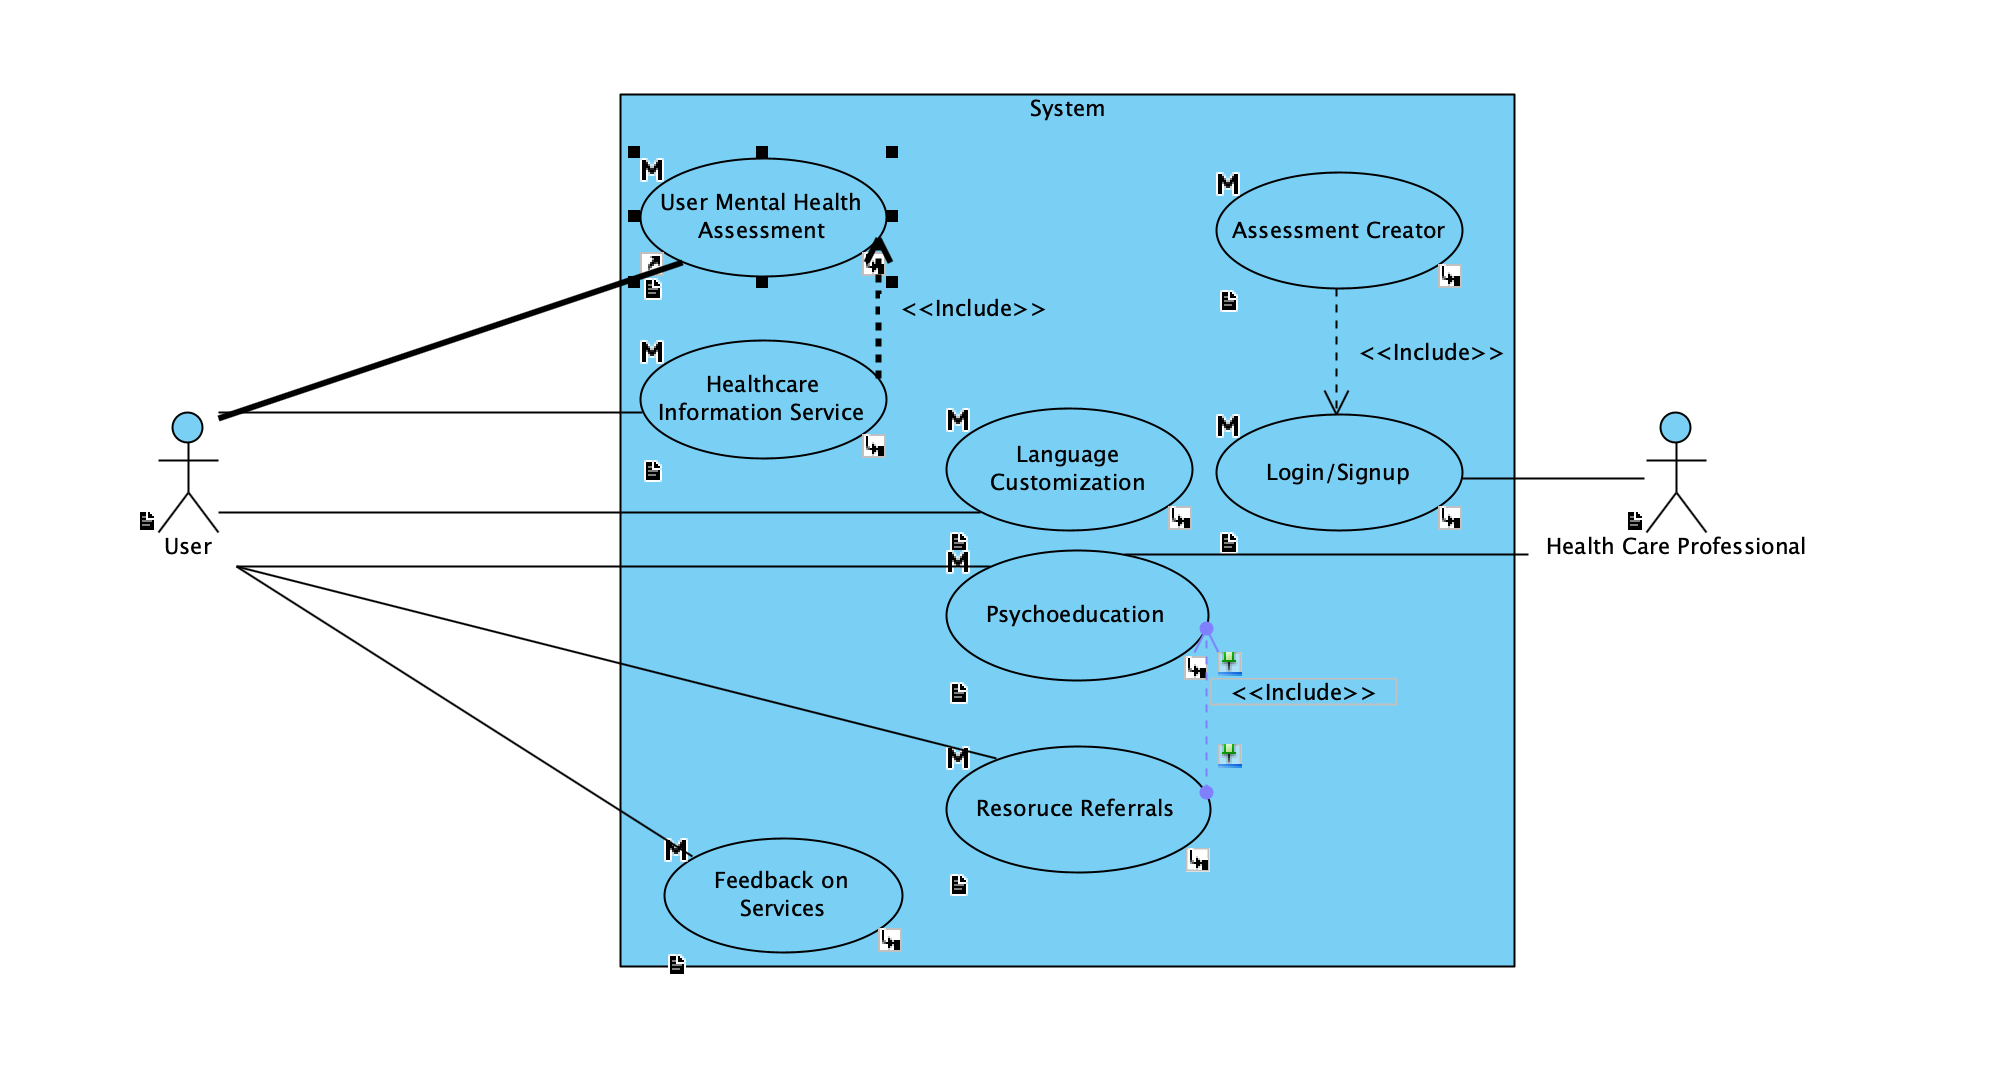 System
User Mental Health
Assessment
Assessment Creator
<<Include>>
<<Include>>
Healthcare
Information Service
Language
Customization
Login/Signup
User
Health Care Professional
Psychoeducation
<<Include>>
Resoruce Referrals
Feedback on
Services